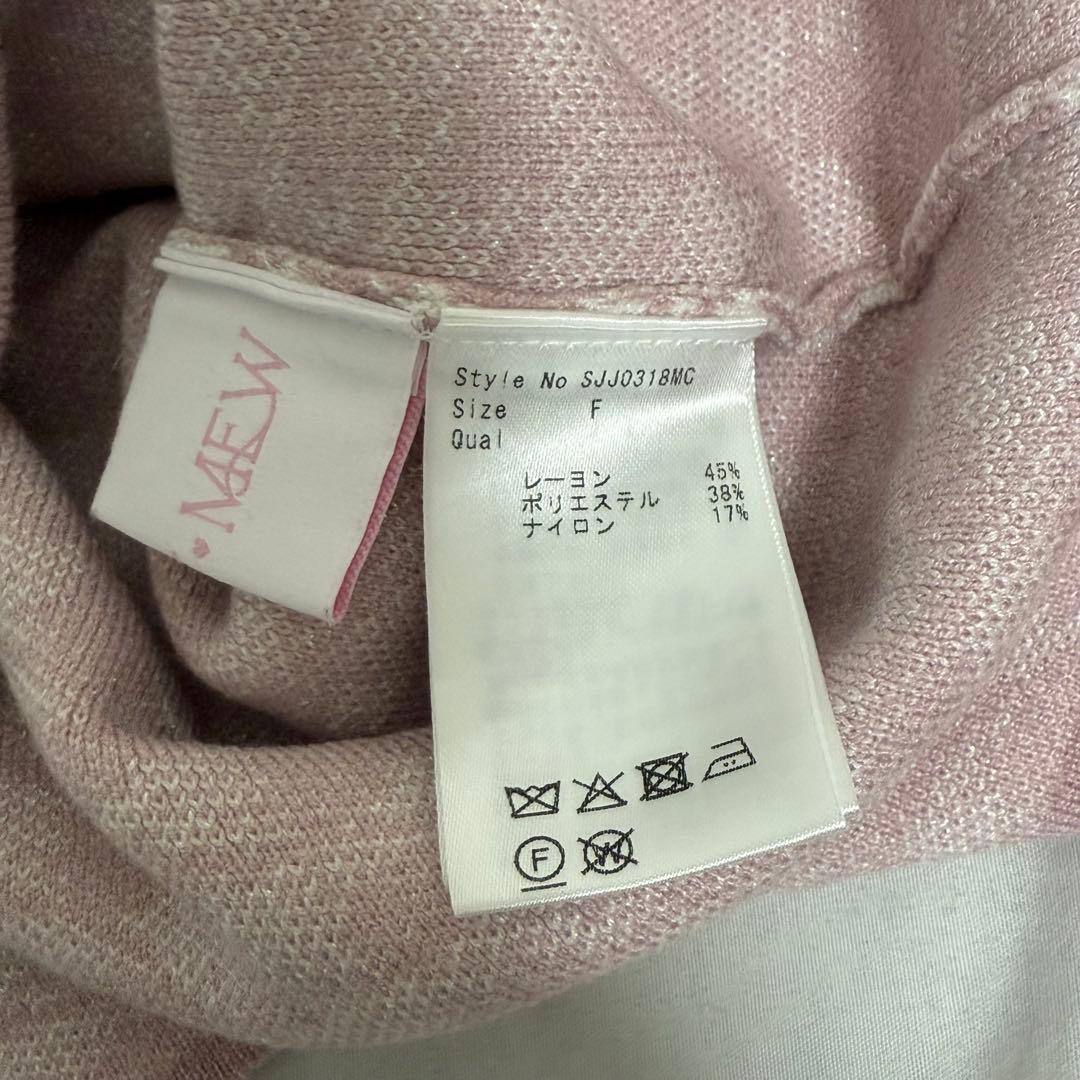 MEW
Style No SJJ0318MC
Size F
Qual
レーヨン 45%
ポリエステル 38%
ナイロン 17%
F
W